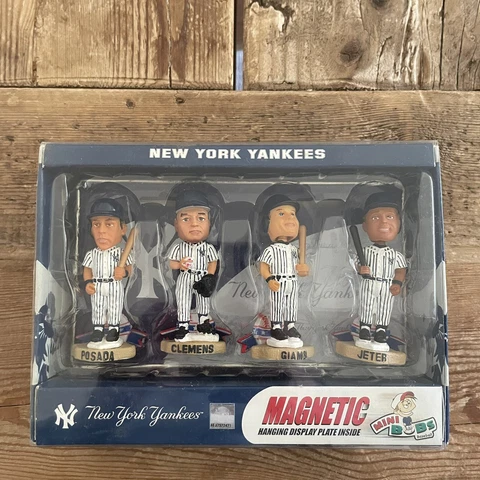 NEW YORK YANKEES
POSADA
CLEMENS
GIAMBI
JETER
New York Yankees
MAGNETIC
HANGING DISPLAY PLATE INSIDE
MINI
BOBS